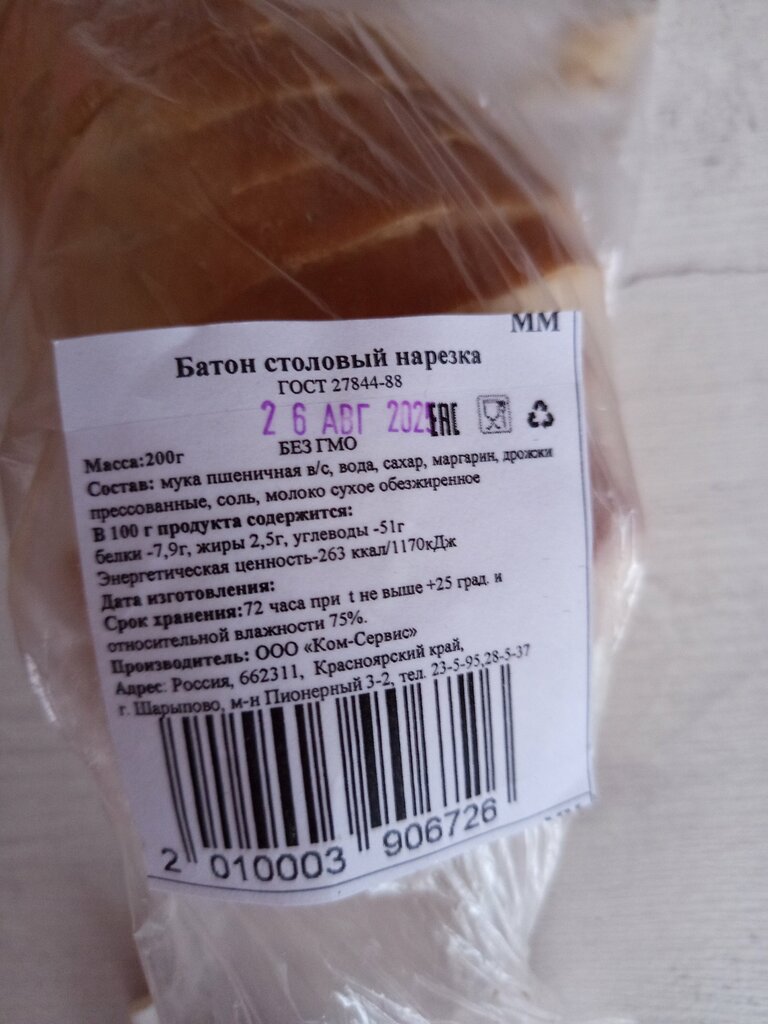 ММ
Батон столовый нарезка
ГОСТ 27844-88
26 АВГ 2025 EAC
БЕЗ ГМО
Масса:200г
Состав: мука пшеничная в/с, вода, сахар, маргарин, дрожжи
прессованные, соль, молоко сухое обезжиренное
В 100 г продукта содержится:
белки -7,9г, жиры 2,5г, углеводы -51г
Энергетическая ценность-263 ккал/1170кДж
Дата изготовления:
Срок хранения:72 часа при t не выше +25 град. и
относительной влажности 75%.
Производитель: ООО «Ком-Сервис»
Адрес: Россия, 662311, Красноярский край,
г. Шарыпово, м-н Пионерный 3-2, тел. 23-5-95,28-5-37
2 010003 906726